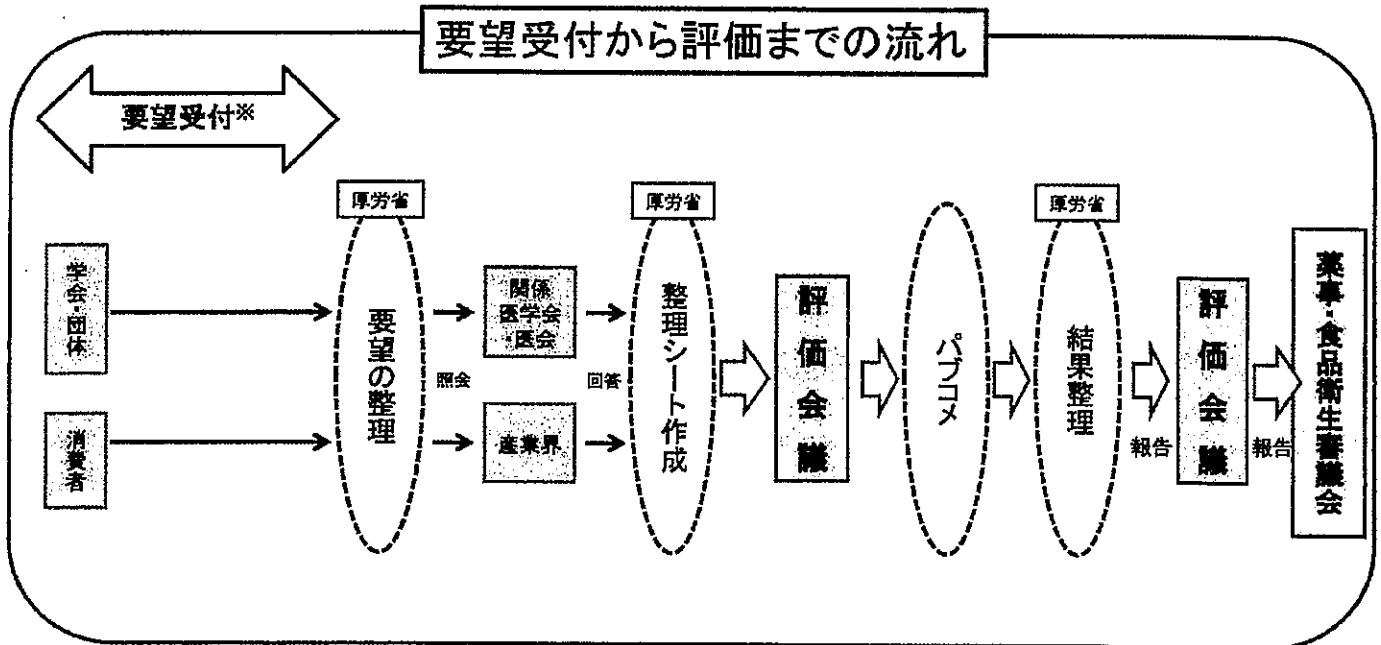 要望受付から評価までの流れ
要望受付※
学会・団体
消費者
厚労省
要望の整理
照会
関係
医学会
・医会
産業界
回答
厚労省
整理シート作成
評価会議
パブコメ
厚労省
結果整理
報告
評価会議
報告
薬事・食品衛生審議会